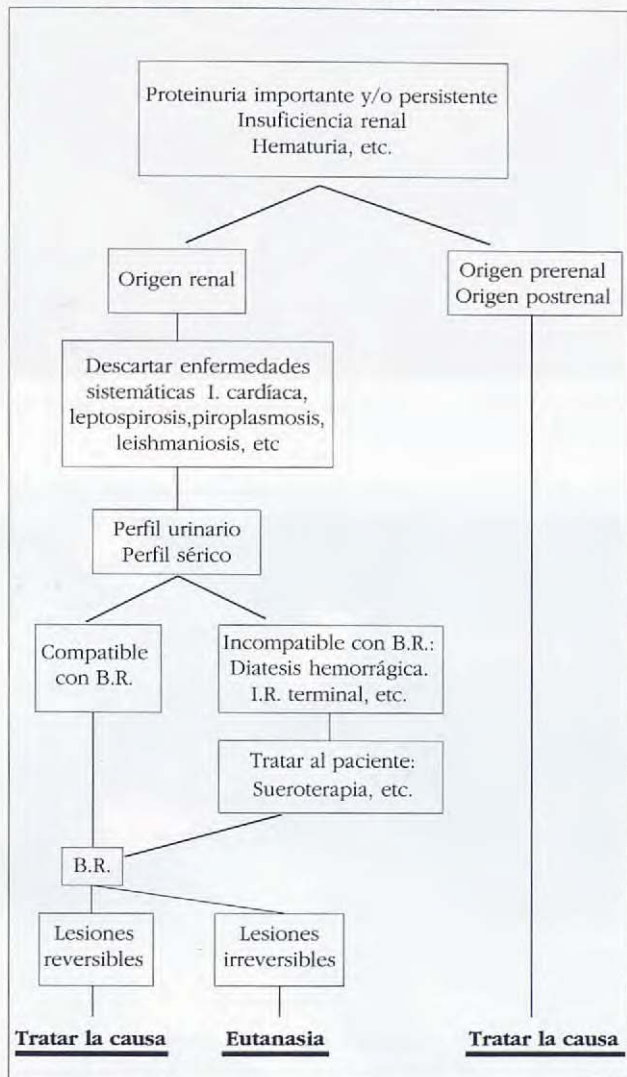 Proteinuria importante y/o persistente
Insuficiencia renal
Hematuria, etc.
Origen renal
Origen prerenal
Origen postrenal
Descartar enfermedades
sistemáticas I. cardíaca,
leptospirosis,piroplasmosis,
leishmaniosis, etc
Perfil urinario
Perfil sérico
Compatible
con B.R.
Incompatible con B.R.:
Diatesis hemorrágica.
I.R. terminal, etc.
Tratar al paciente:
Sueroterapia, etc.
B.R.
Lesiones
reversibles
Lesiones
irreversibles
Tratar la causa
Eutanasia
Tratar la causa